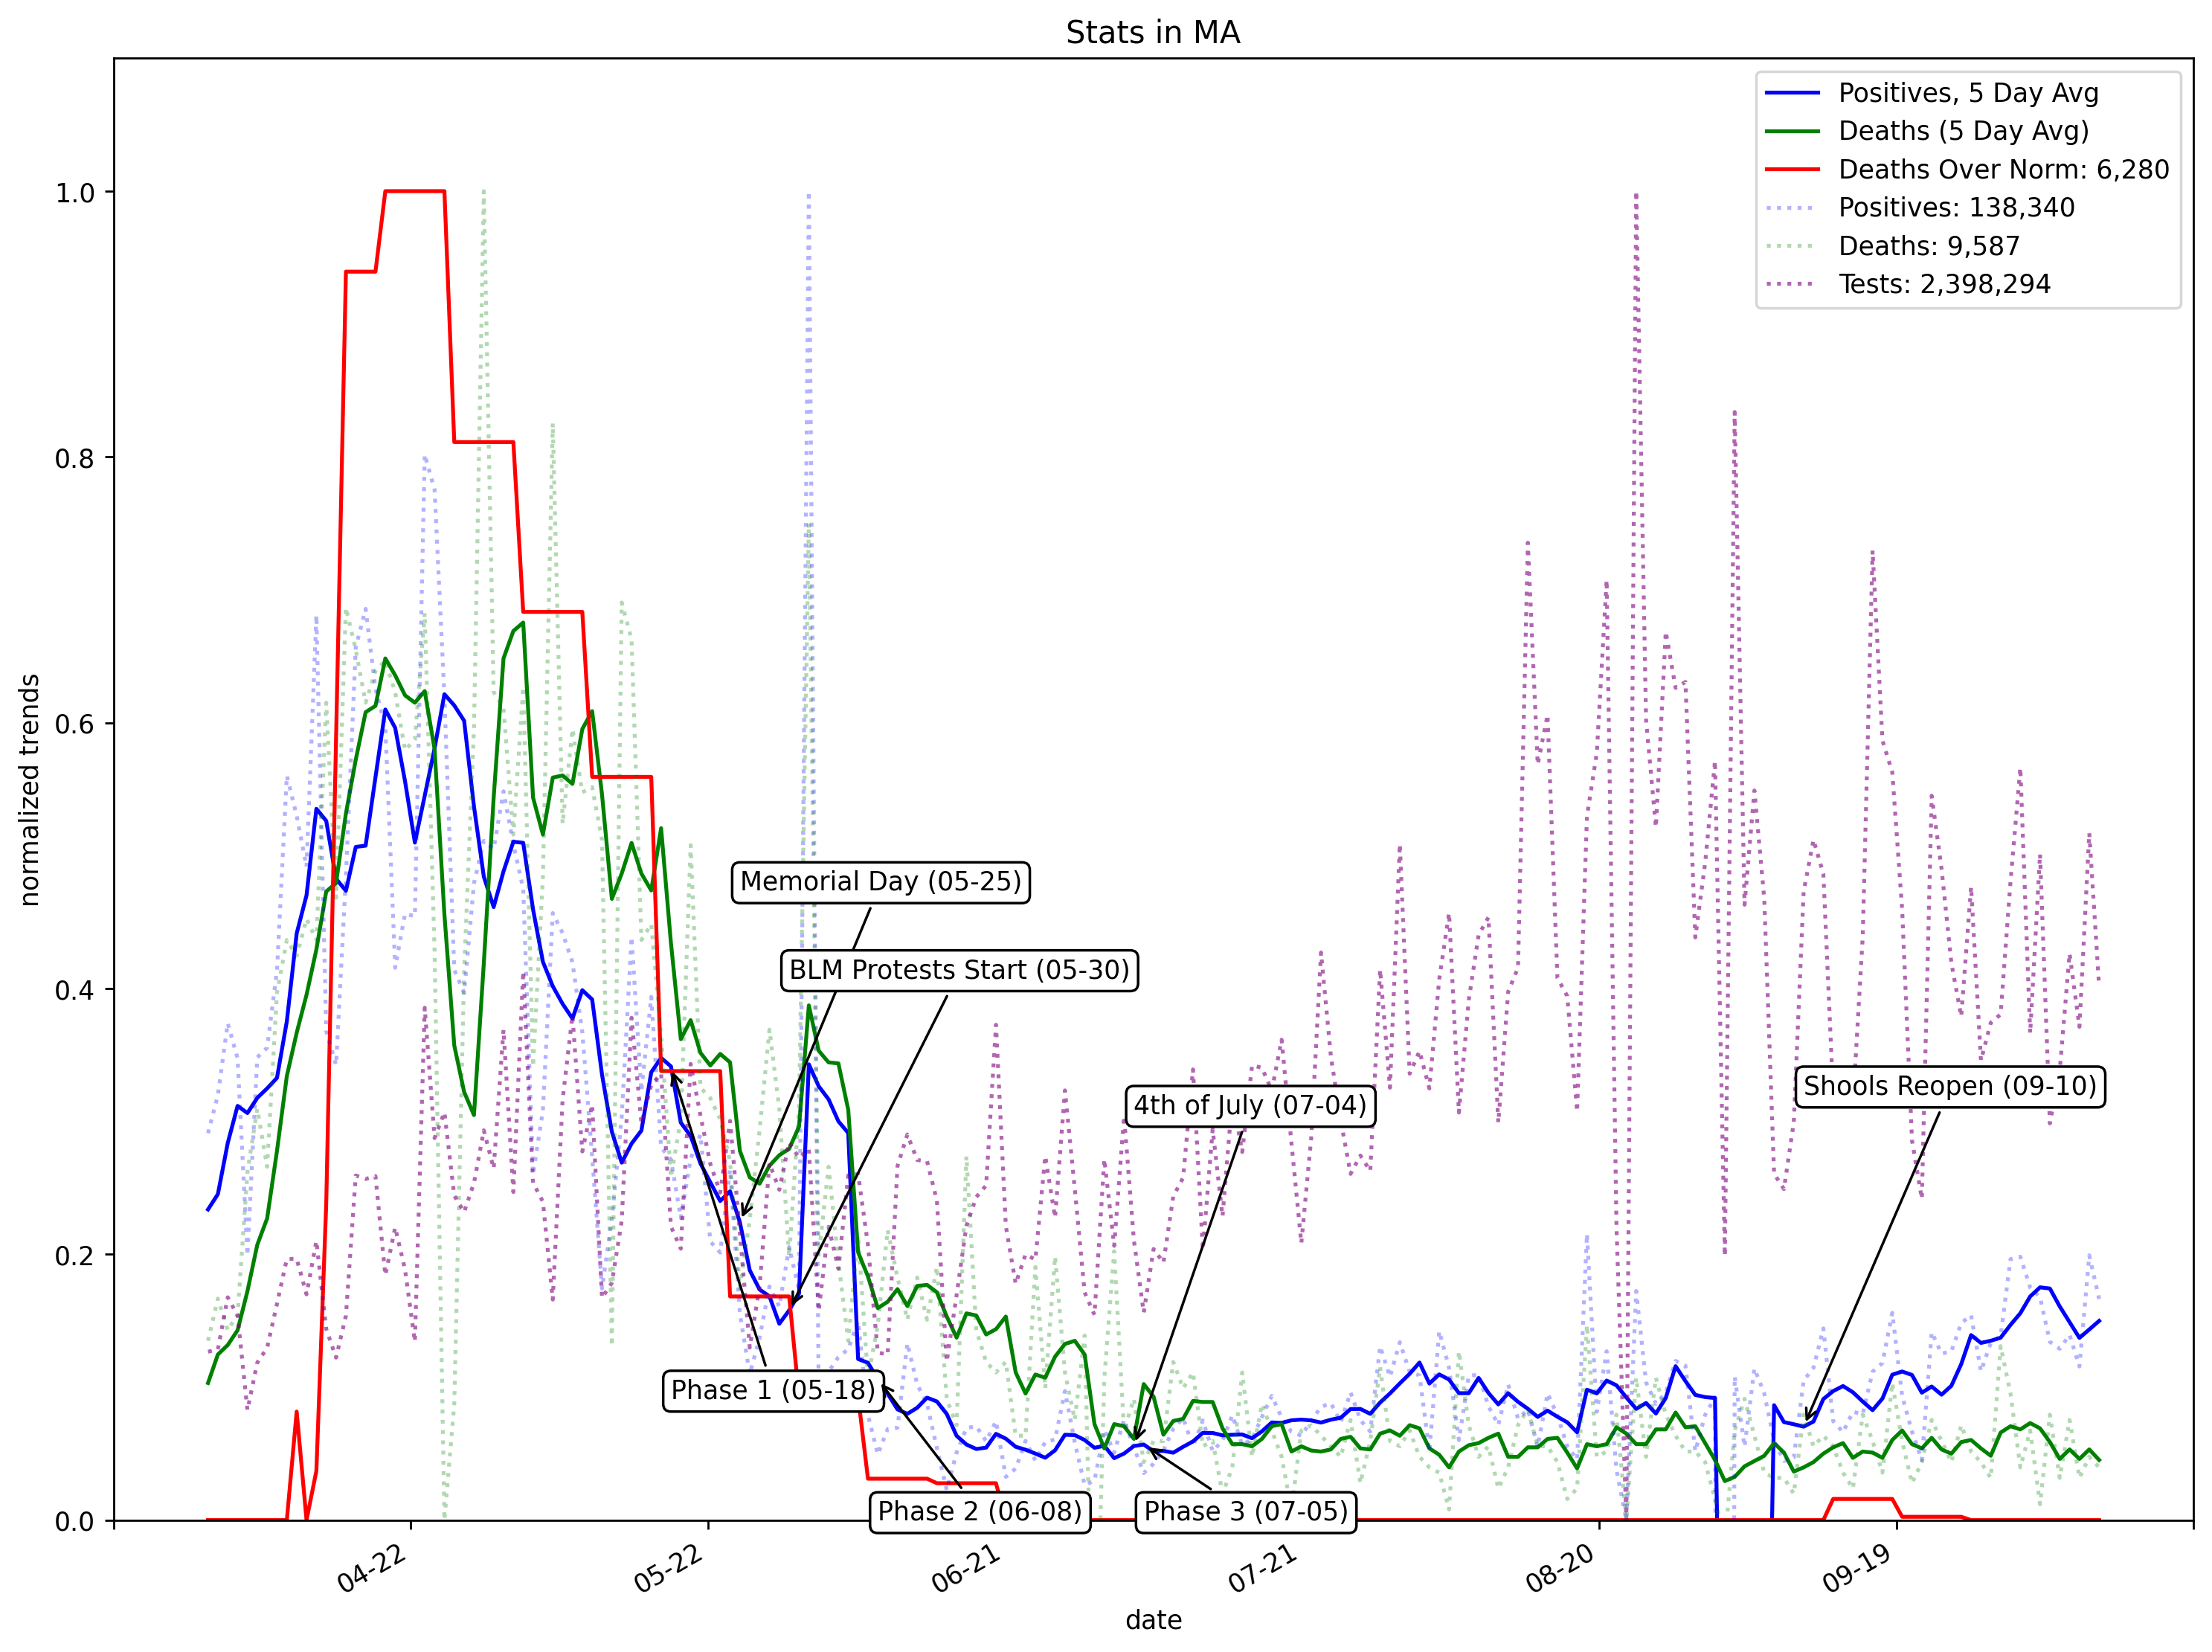 Stats in MA
Positives, 5 Day Avg
Deaths (5 Day Avg)
Deaths Over Norm: 6,280
Positives: 138,340
Deaths: 9,587
Tests: 2,398,294
normalized trends
1.0
0.8
0.6
0.4
0.2
0.0
Memorial Day (05-25)
BLM Protests Start (05-30)
4th of July (07-04)
Shools Reopen (09-10)
Phase 1 (05-18)
Phase 2 (06-08)
Phase 3 (07-05)
04-22
05-22
06-21
07-21
08-20
09-19
date